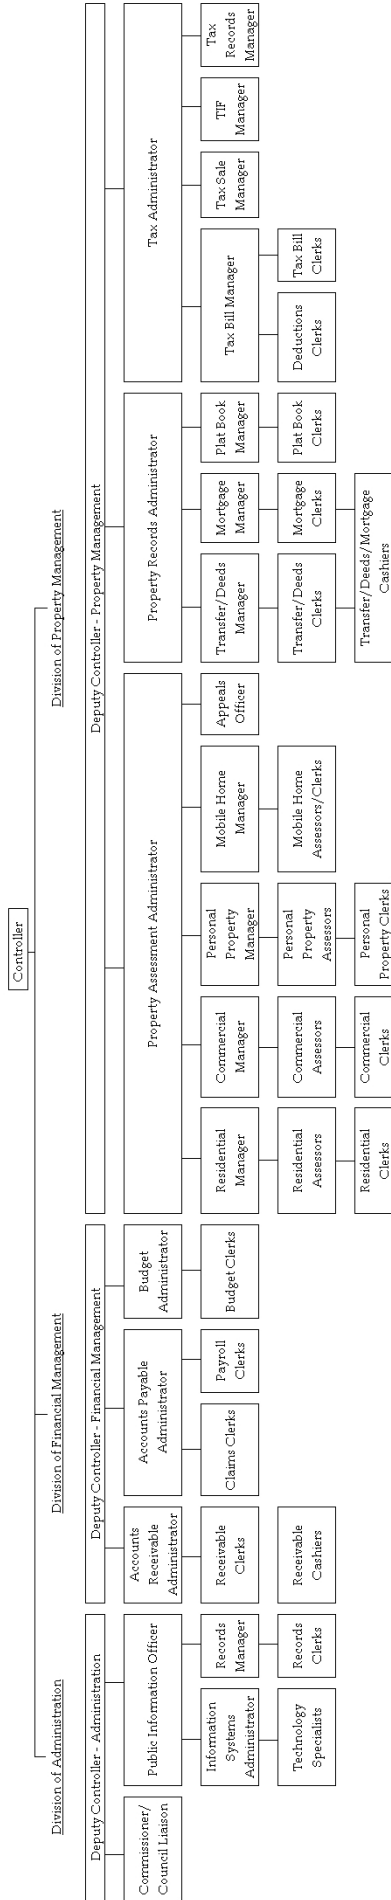 Controller
Division of Administration
Division of Financial Management
Division of Property Management
Deputy Controller - Administration
Deputy Controller - Financial Management
Deputy Controller - Property Management
Commissioner/
Council Liaison
Public Information Officer
Accounts
Receivable
Administrator
Accounts Payable
Administrator
Budget
Administrator
Property Assessment Administrator
Property Records Administrator
Tax Administrator
Information
Systems
Administrator
Records
Manager
Receivable
Clerks
Claims Clerks
Payroll
Clerks
Budget Clerks
Residential
Manager
Commercial
Manager
Personal
Property
Manager
Mobile Home
Manager
Appeals
Officer
Transfer/Deeds
Manager
Mortgage
Manager
Plat Book
Manager
Tax Bill Manager
Tax Sale
Manager
TIF
Manager
Tax
Records
Manager
Technology
Specialists
Records
Clerks
Receivable
Cashiers
Residential
Assessors
Commercial
Assessors
Personal
Property
Assessors
Mobile Home
Assessors/Clerks
Transfer/Deeds
Clerks
Mortgage
Clerks
Plat Book
Clerks
Deductions
Clerks
Tax Bill
Clerks
Residential
Clerks
Commercial
Clerks
Personal
Property Clerks
Transfer/Deeds/Mortgage
Cashiers